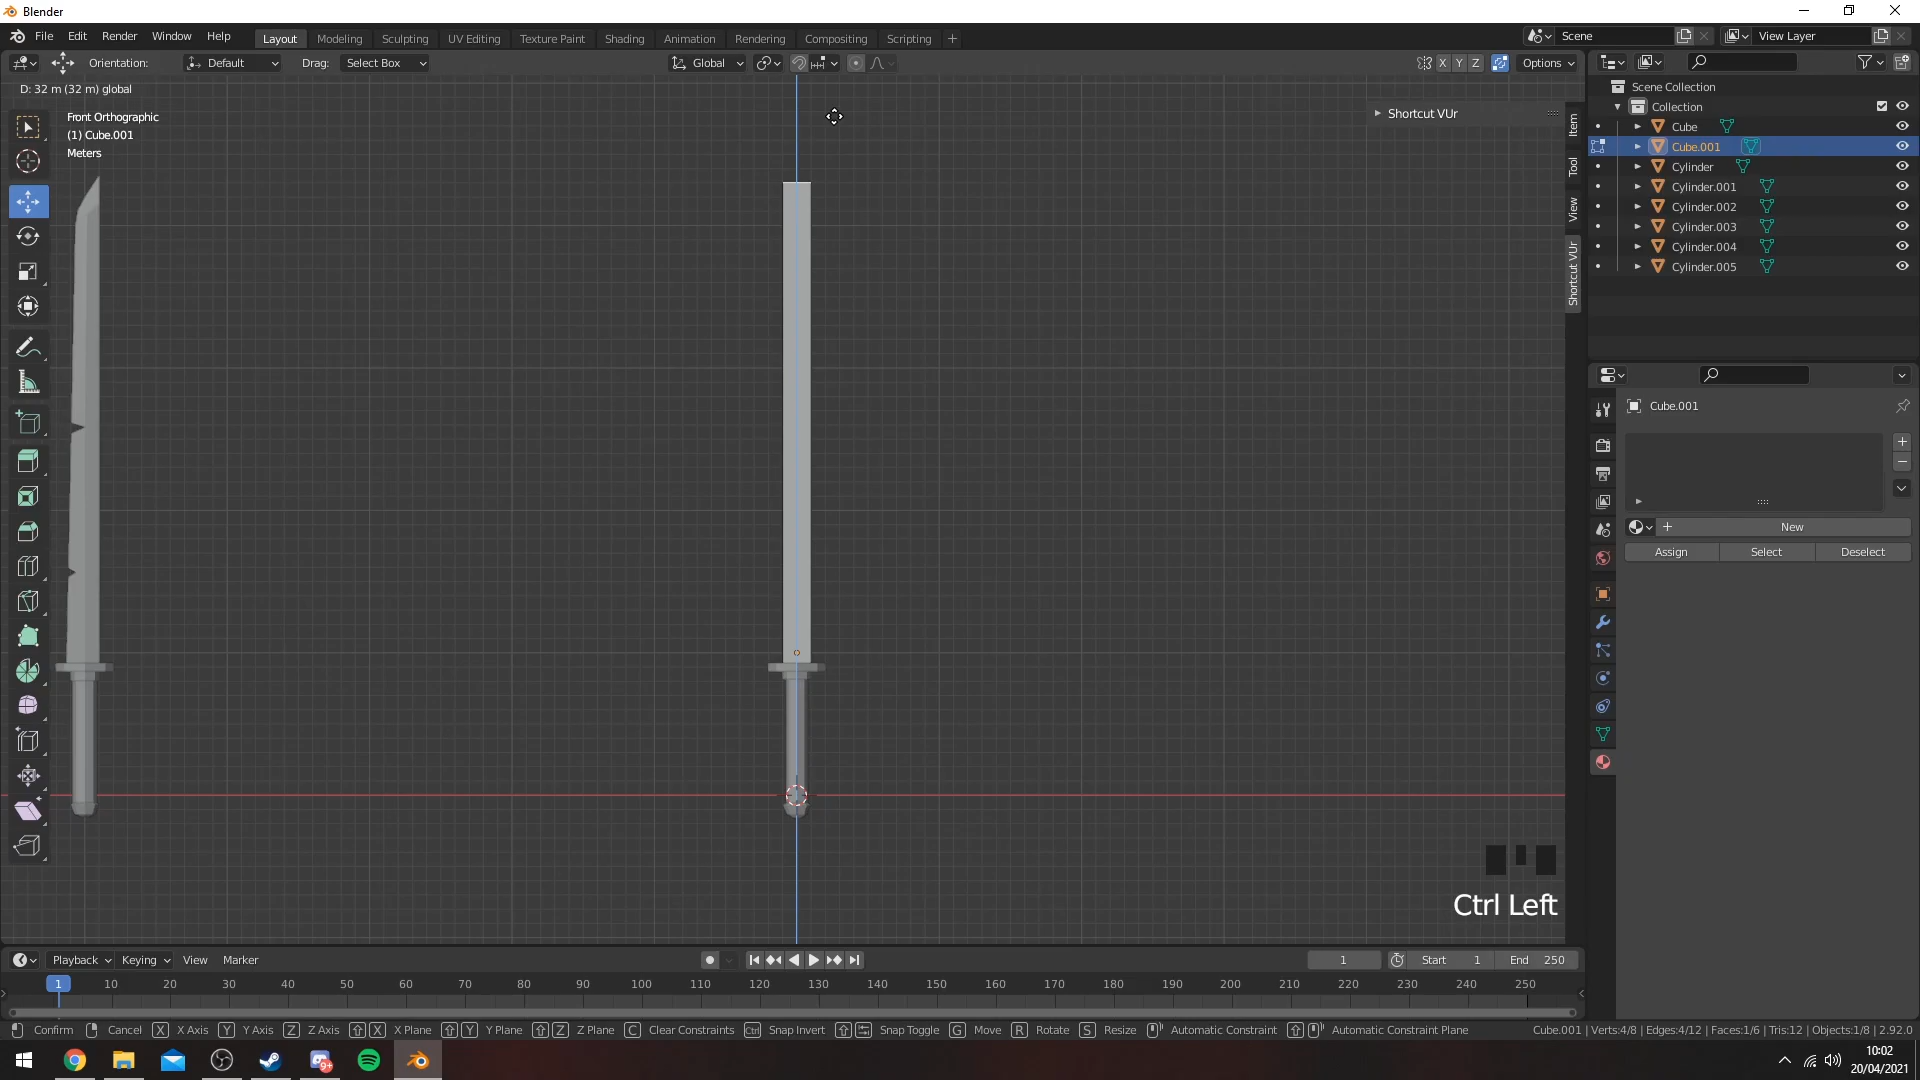 Blender
File Edit Render Window Help
Layout Modeling Sculpting UV Editing Texture Paint Shading Animation Rendering Compositing Scripting +
Scene
View Layer
Orientation: Default Drag: Select Box
Global
X Y Z
Options
D: 32 m (32 m) global
Front Orthographic
(1) Cube.001
Meters
Shortcut VUr
Item
Tool
View
Shortcut VUr
Scene Collection
Collection
Cube
Cube.001
Cylinder
Cylinder.001
Cylinder.002
Cylinder.003
Cylinder.004
Cylinder.005
Cube.001
New
Assign Select Deselect
Ctrl Left
Playback Keying View Marker
1
Start 1
End 250
1 10 20 30 40 50 60 70 80 90 100 110 120 130 140 150 160 170 180 190 200 210 220 230 240 250
Confirm Cancel X X Axis Y Y Axis Z Z Axis X X Plane Y Y Plane Z Z Plane C Clear Constraints Ctrl Snap Invert Snap Toggle G Move R Rotate S Resize Automatic Constraint Automatic Constraint Plane
Cube.001 | Verts:4/8 | Edges:4/12 | Faces:1/6 | Tris:12 | Objects:1/8 | 2.92.0
9+
10:02
20/04/2021